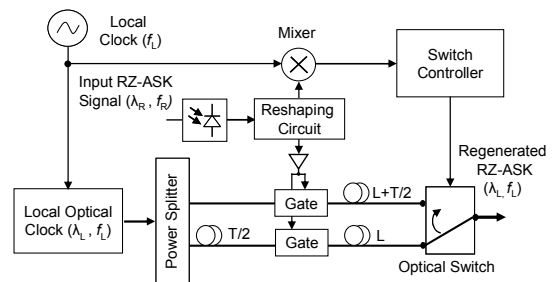 Local
Clock (fL)
Mixer
Switch
Controller
Input RZ-ASK
Signal (λR , fR)
Reshaping
Circuit
Regenerated
RZ-ASK
(λL, fL)
Local Optical
Clock (λL , fL)
Power Splitter
Gate
L+T/2
T/2
Gate
L
Optical Switch